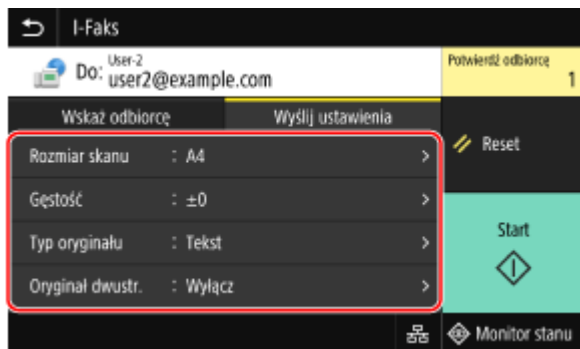 I-Faks
Do: User-2
user2@example.com
Potwierdź odbiorcę
1
Wskaż odbiorcę
Wyślij ustawienia
Rozmiar skanu : A4 >
Gęstość : ±0 >
Typ oryginału : Tekst >
Oryginał dwustr. : Wyłącz >
Reset
Start
Monitor stanu